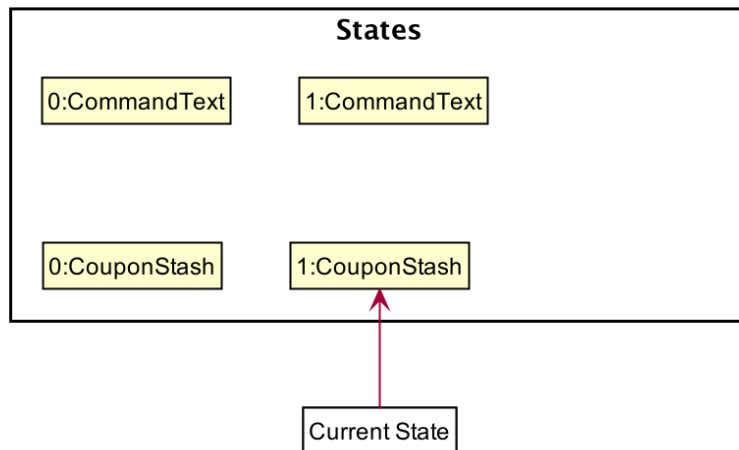 States
0:CommandText
1:CommandText
0:CouponStash
1:CouponStash
Current State